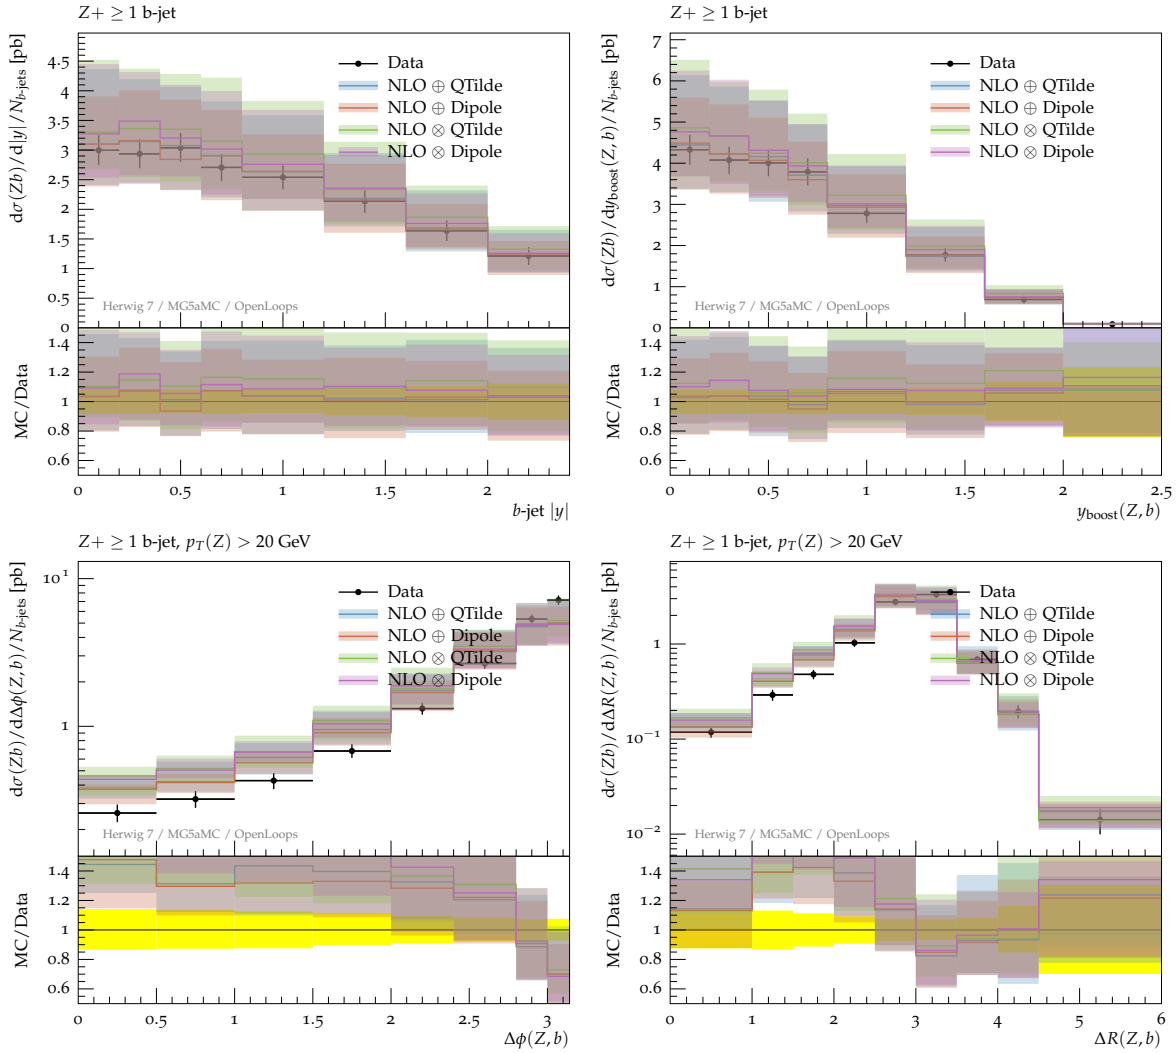 Z+ ≥ 1 b-jet
dσ(Zb)/d|y|/N_b-jets [pb]
4.5
4
3.5
3
2.5
2
1.5
1
0.5
0
Data
NLO ⊕ QTilde
NLO ⊕ Dipole
NLO ⊗ QTilde
NLO ⊗ Dipole
Herwig 7 / MG5aMC / OpenLoops
MC/Data
1.4
1.2
1
0.8
0.6
0 0.5 1 1.5 2
b-jet |y|
Z+ ≥ 1 b-jet
dσ(Zb)/dy_boost(Z, b)/N_b-jets [pb]
7
6
5
4
3
2
1
0
Data
NLO ⊕ QTilde
NLO ⊕ Dipole
NLO ⊗ QTilde
NLO ⊗ Dipole
Herwig 7 / MG5aMC / OpenLoops
MC/Data
1.4
1.2
1
0.8
0.6
0 0.5 1 1.5 2 2.5
y_boost(Z, b)
Z+ ≥ 1 b-jet, p_T(Z) > 20 GeV
dσ(Zb)/dΔϕ(Z, b)/N_b-jets [pb]
10¹
1
Data
NLO ⊕ QTilde
NLO ⊕ Dipole
NLO ⊗ QTilde
NLO ⊗ Dipole
Herwig 7 / MG5aMC / OpenLoops
MC/Data
1.4
1.2
1
0.8
0.6
0 0.5 1 1.5 2 2.5 3
Δϕ(Z, b)
Z+ ≥ 1 b-jet, p_T(Z) > 20 GeV
dσ(Zb)/dΔR(Z, b)/N_b-jets [pb]
1
10⁻¹
10⁻²
Data
NLO ⊕ QTilde
NLO ⊕ Dipole
NLO ⊗ QTilde
NLO ⊗ Dipole
Herwig 7 / MG5aMC / OpenLoops
MC/Data
1.4
1.2
1
0.8
0.6
0 1 2 3 4 5 6
ΔR(Z, b)